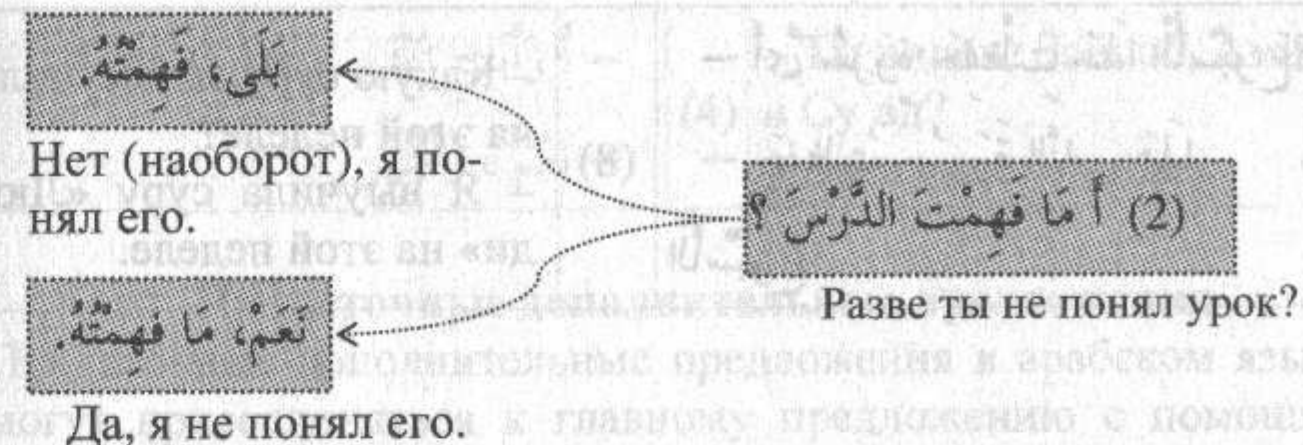 بَلَى، فَهِمْتُهُ.
Нет (наоборот), я по-
нял его.
(2) أَ مَا فَهِمْتَ الدَّرْسَ ؟
Разве ты не понял урок?
نَعَمْ، مَا فَهِمْتُهُ.
Да, я не понял его.